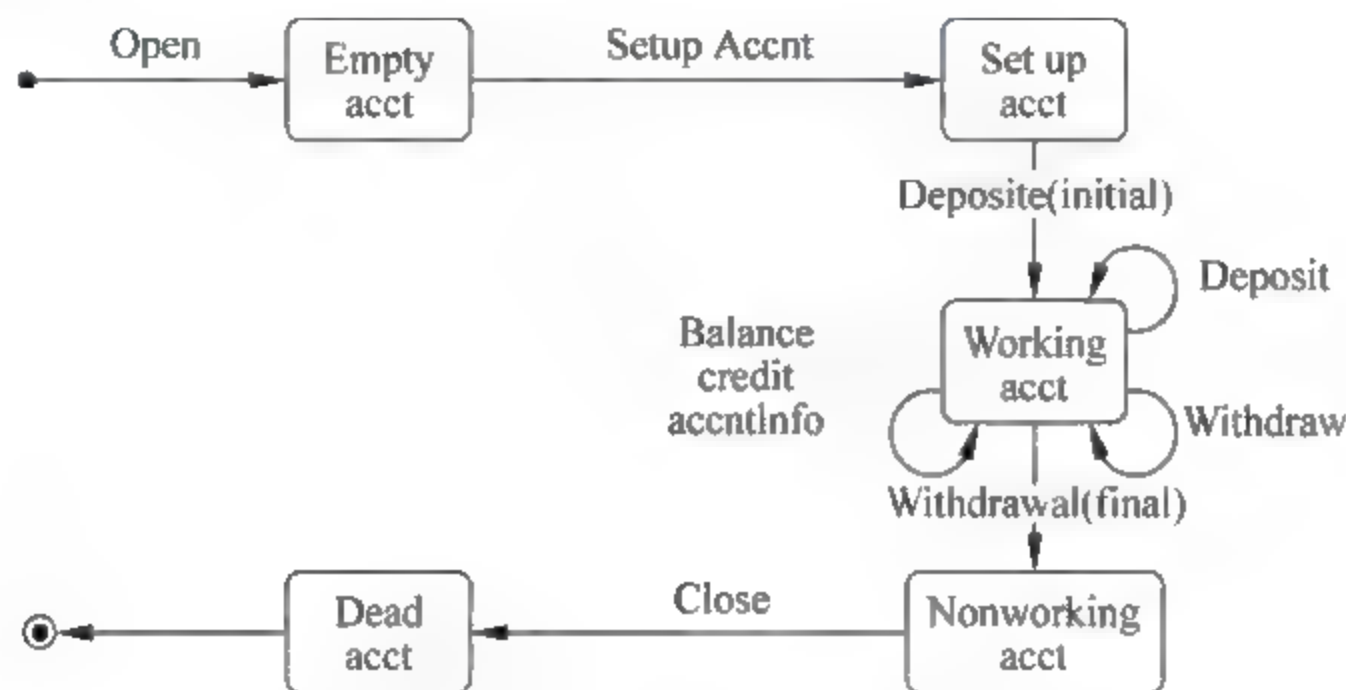 Open
Empty
acct
Setup Accnt
Set up
acct
Deposite(initial)
Deposit
Working
acct
Balance
credit
accntInfo
Withdraw
Withdrawal(final)
Nonworking
acct
Close
Dead
acct